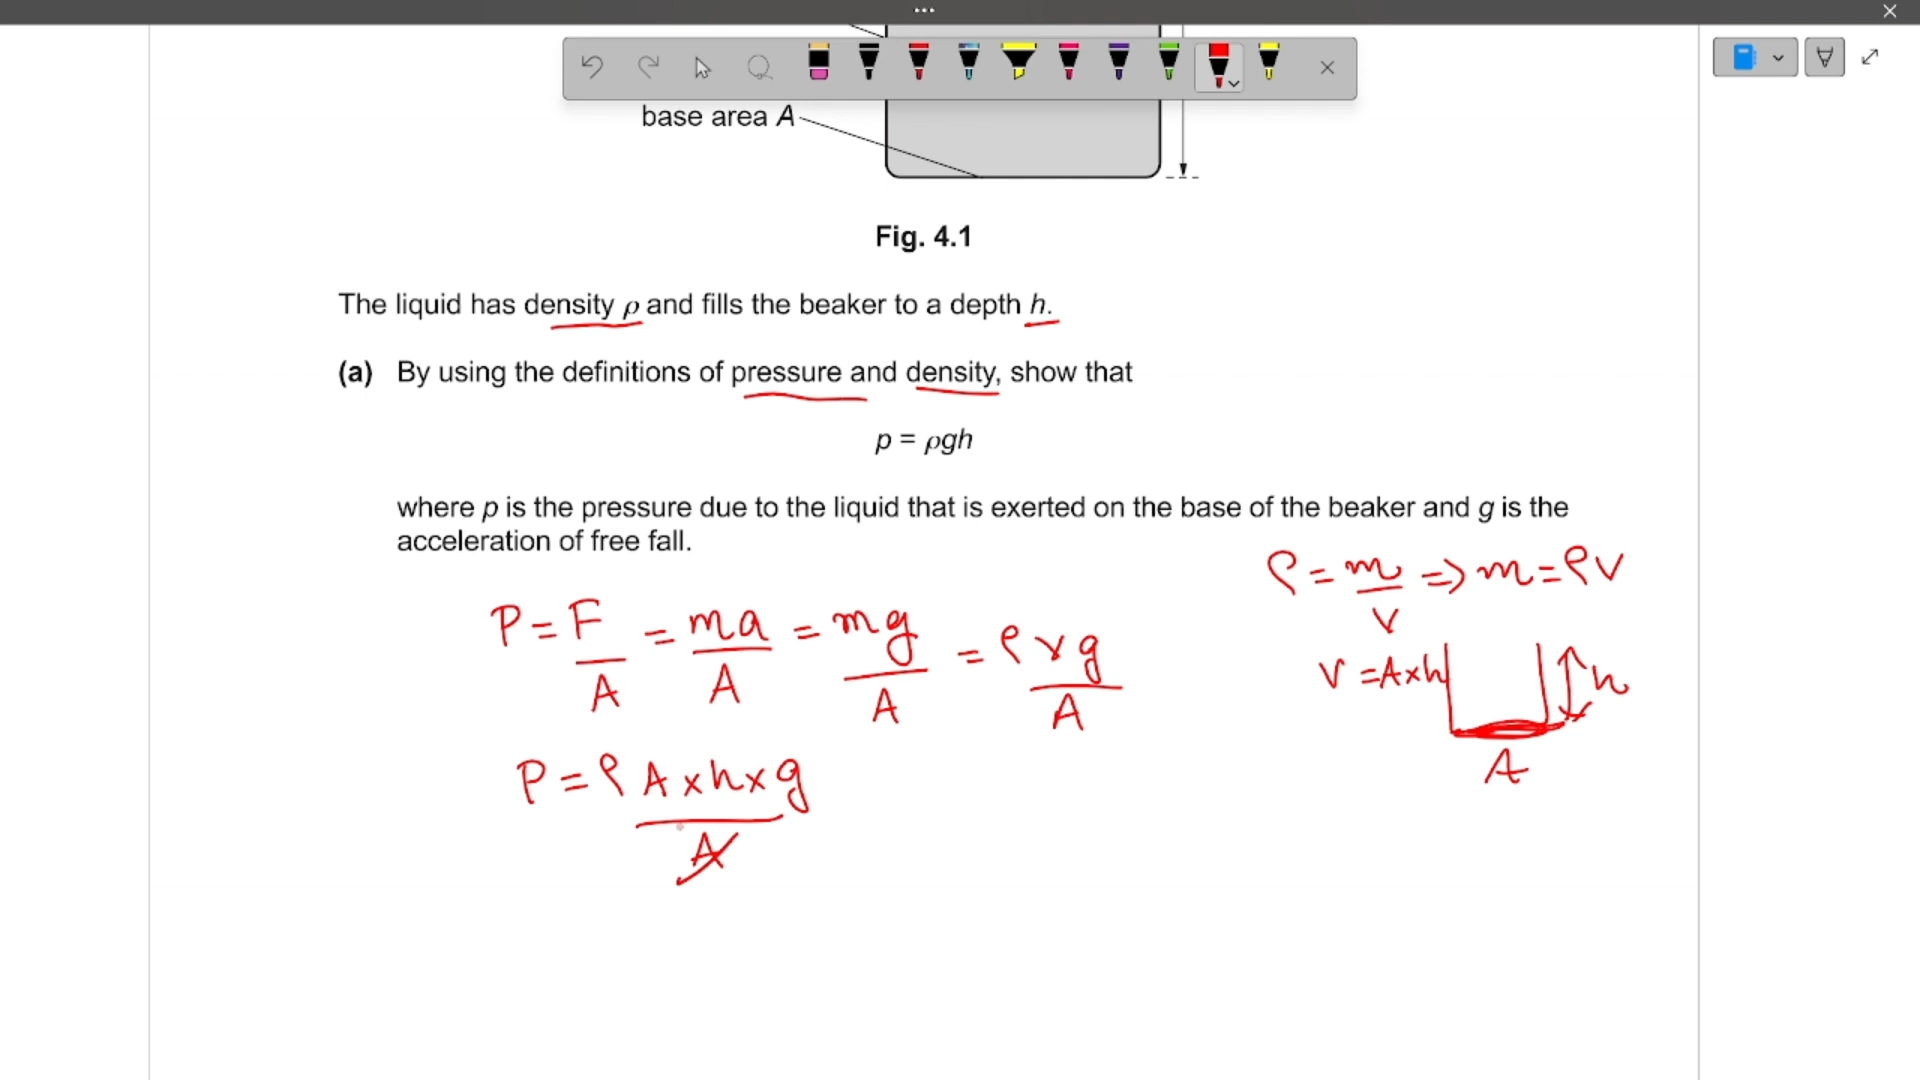 base area A
Fig. 4.1
The liquid has density ρ and fills the beaker to a depth h.
(a) By using the definitions of pressure and density, show that
p = ρgh
where p is the pressure due to the liquid that is exerted on the base of the beaker and g is the
acceleration of free fall.
ρ = m/V ⇒ m = ρV
P = F/A = ma/A = mg/A = ρVg/A
V = A×h
h
A
P = ρ A×h×g/A